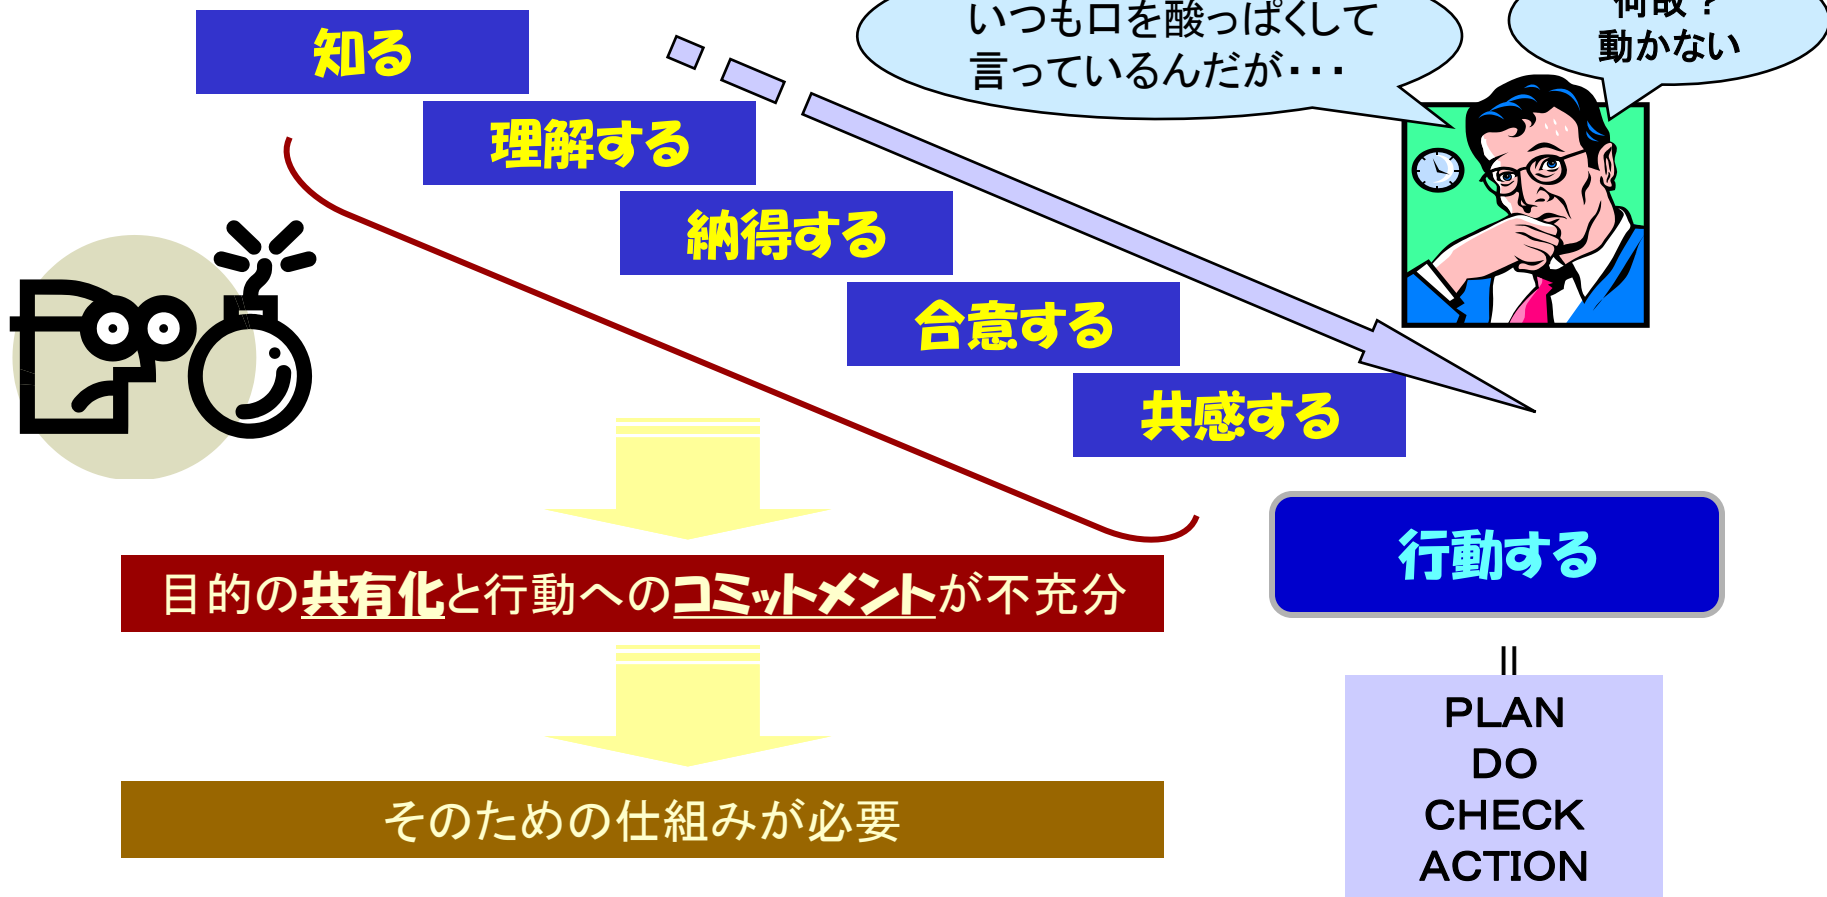 いつも口を酸っぱくして
言っているんだが・・・
何故？
動かない
知る
理解する
納得する
合意する
共感する
行動する
目的の共有化と行動へのコミットメントが不充分
そのための仕組みが必要
＝
PLAN
DO
CHECK
ACTION